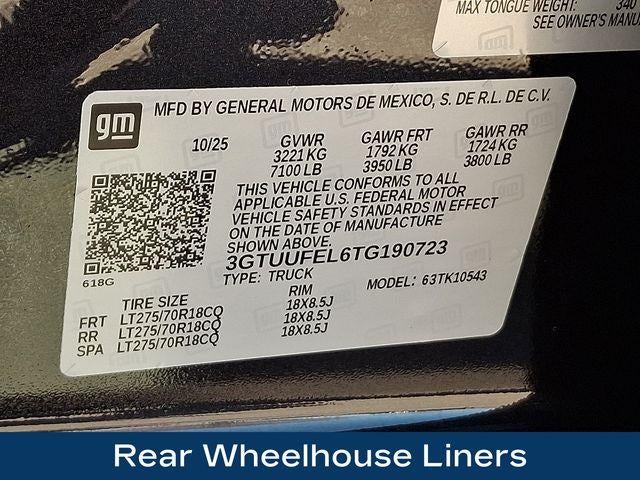 MAX TONGUE WEIGHT: 340
SEE OWNER'S MANU
gm
MFD BY GENERAL MOTORS DE MEXICO, S. DE R.L. DE C.V.
10/25 GVWR GAWR FRT GAWR RR
3221 KG 1792 KG 1724 KG
7100 LB 3950 LB 3800 LB
THIS VEHICLE CONFORMS TO ALL
APPLICABLE U.S. FEDERAL MOTOR
VEHICLE SAFETY STANDARDS IN EFFECT
ON THE DATE OF MANUFACTURE
SHOWN ABOVE.
3GTUUFEL6TG190723
618G
TYPE: TRUCK MODEL: 63TK10543
TIRE SIZE RIM
FRT LT275/70R18CQ 18X8.5J
RR LT275/70R18CQ 18X8.5J
SPA LT275/70R18CQ 18X8.5J
Rear Wheelhouse Liners